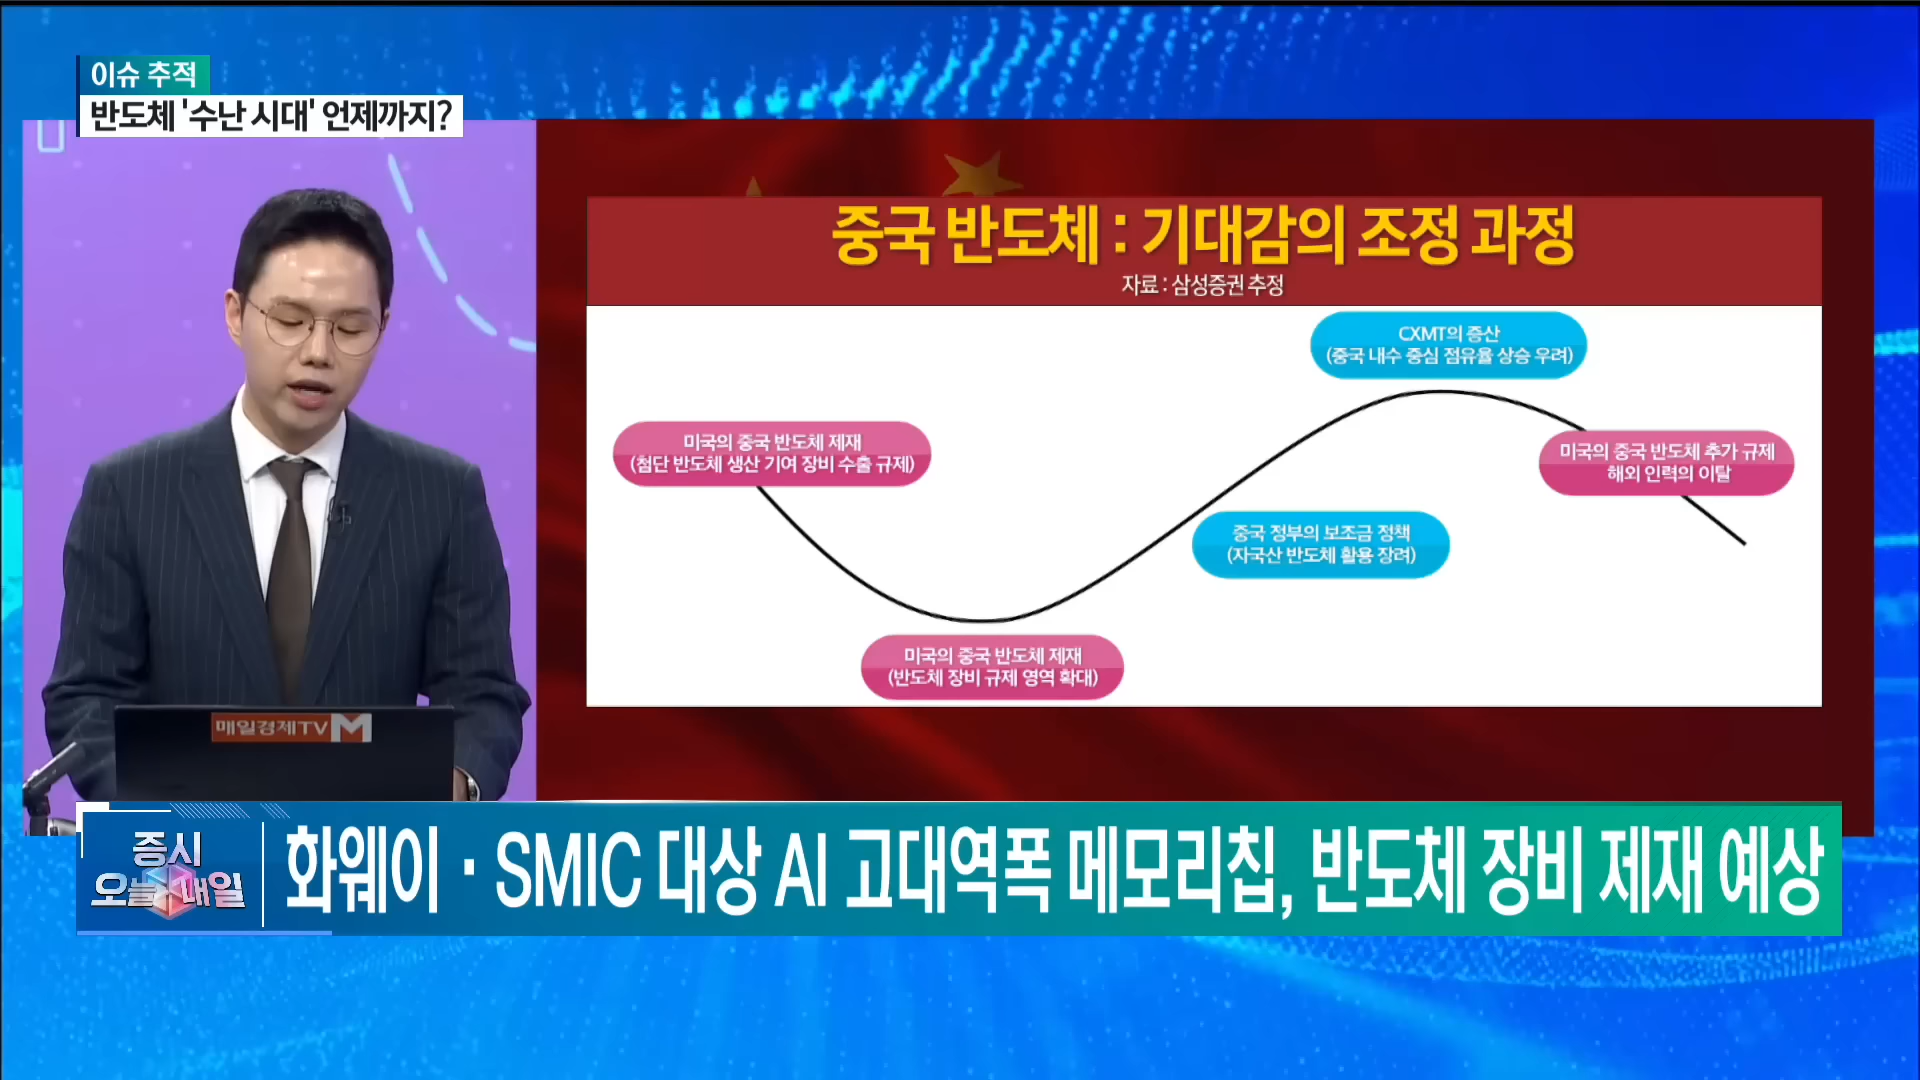 이슈 추적
반도체 '수난 시대' 언제까지?
중국 반도체 : 기대감의 조정 과정
자료 : 삼성증권 추정
CXMT의 증산
(중국 내수 중심 점유율 상승 우려)
미국의 중국 반도체 제재
(첨단 반도체 생산 기여 장비 수출 규제)
미국의 중국 반도체 추가 규제
해외 인력의 이탈
중국 정부의 보조금 정책
(자국산 반도체 활용 장려)
미국의 중국 반도체 제재
(반도체 장비 규제 영역 확대)
매일경제TV M
증시
오늘 매일
화웨이·SMIC 대상 AI 고대역폭 메모리칩, 반도체 장비 제재 예상